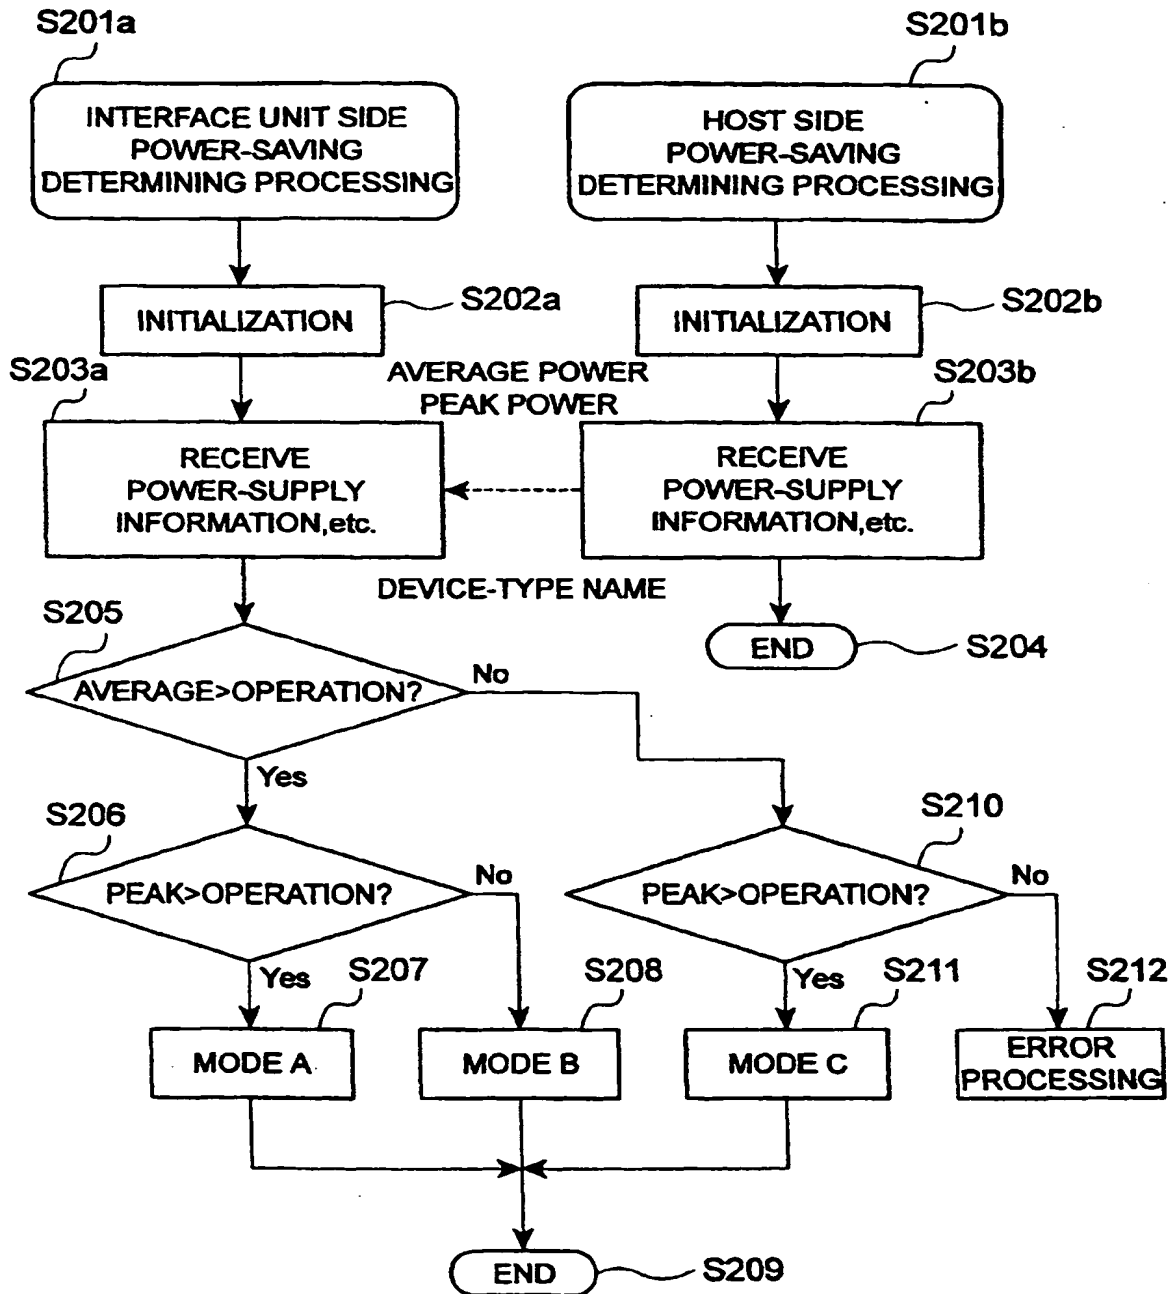 S201a
S201b
INTERFACE UNIT SIDE
POWER-SAVING
DETERMINING PROCESSING
HOST SIDE
POWER-SAVING
DETERMINING PROCESSING
INITIALIZATION
S202a
INITIALIZATION
S202b
S203a
AVERAGE POWER
PEAK POWER
S203b
RECEIVE
POWER-SUPPLY
INFORMATION,etc.
RECEIVE
POWER-SUPPLY
INFORMATION,etc.
DEVICE-TYPE NAME
S205
END
S204
AVERAGE>OPERATION?
No
Yes
S206
S210
PEAK>OPERATION?
No
PEAK>OPERATION?
No
Yes
S207
S208
Yes
S211
S212
MODE A
MODE B
MODE C
ERROR
PROCESSING
END
S209